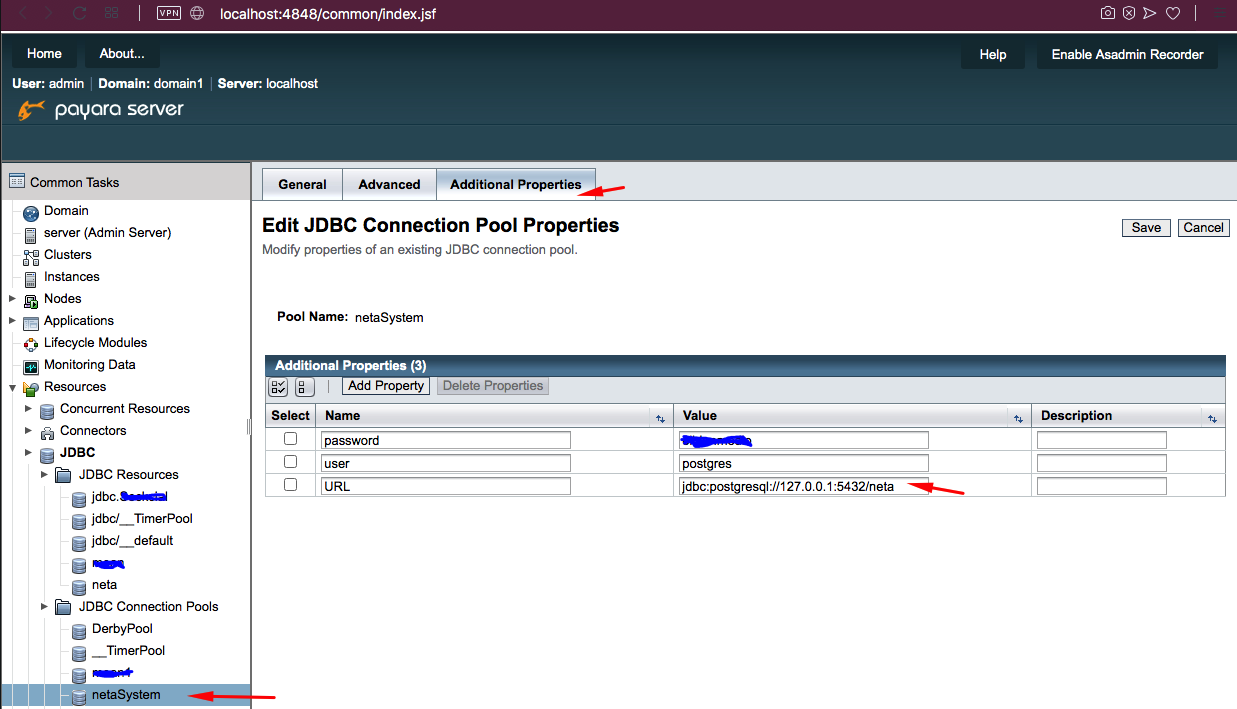 VPN localhost:4848/common/index.jsf
Home About... Help Enable Asadmin Recorder
User: admin Domain: domain1 Server: localhost
payara server
Common Tasks
Domain
server (Admin Server)
Clusters
Instances
Nodes
Applications
Lifecycle Modules
Monitoring Data
Resources
Concurrent Resources
Connectors
JDBC
JDBC Resources
jdbc.
jdbc/__TimerPool
jdbc/__default
neta
JDBC Connection Pools
DerbyPool
__TimerPool
netaSystem
General Advanced Additional Properties
Edit JDBC Connection Pool Properties
Save Cancel
Modify properties of an existing JDBC connection pool.
Pool Name: netaSystem
Additional Properties (3)
Add Property Delete Properties
Select Name Value Description
password
user postgres
URL jdbc:postgresql://127.0.0.1:5432/neta